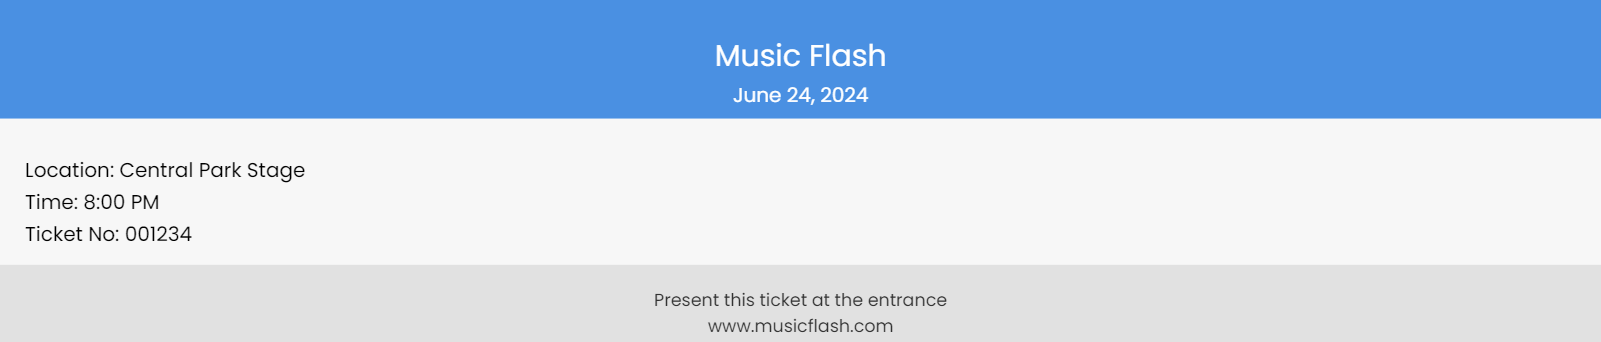 Music Flash
June 24, 2024
Location: Central Park Stage
Time: 8:00 PM
Ticket No: 001234
Present this ticket at the entrance
www.musicflash.com